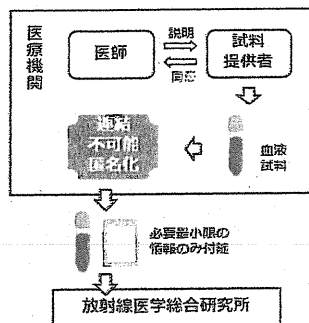 医療機関
医師
説明
同意
試料
提供者
連結
不可能
匿名化
血液
試料
必要最小限の
情報のみ付随
放射線医学総合研究所